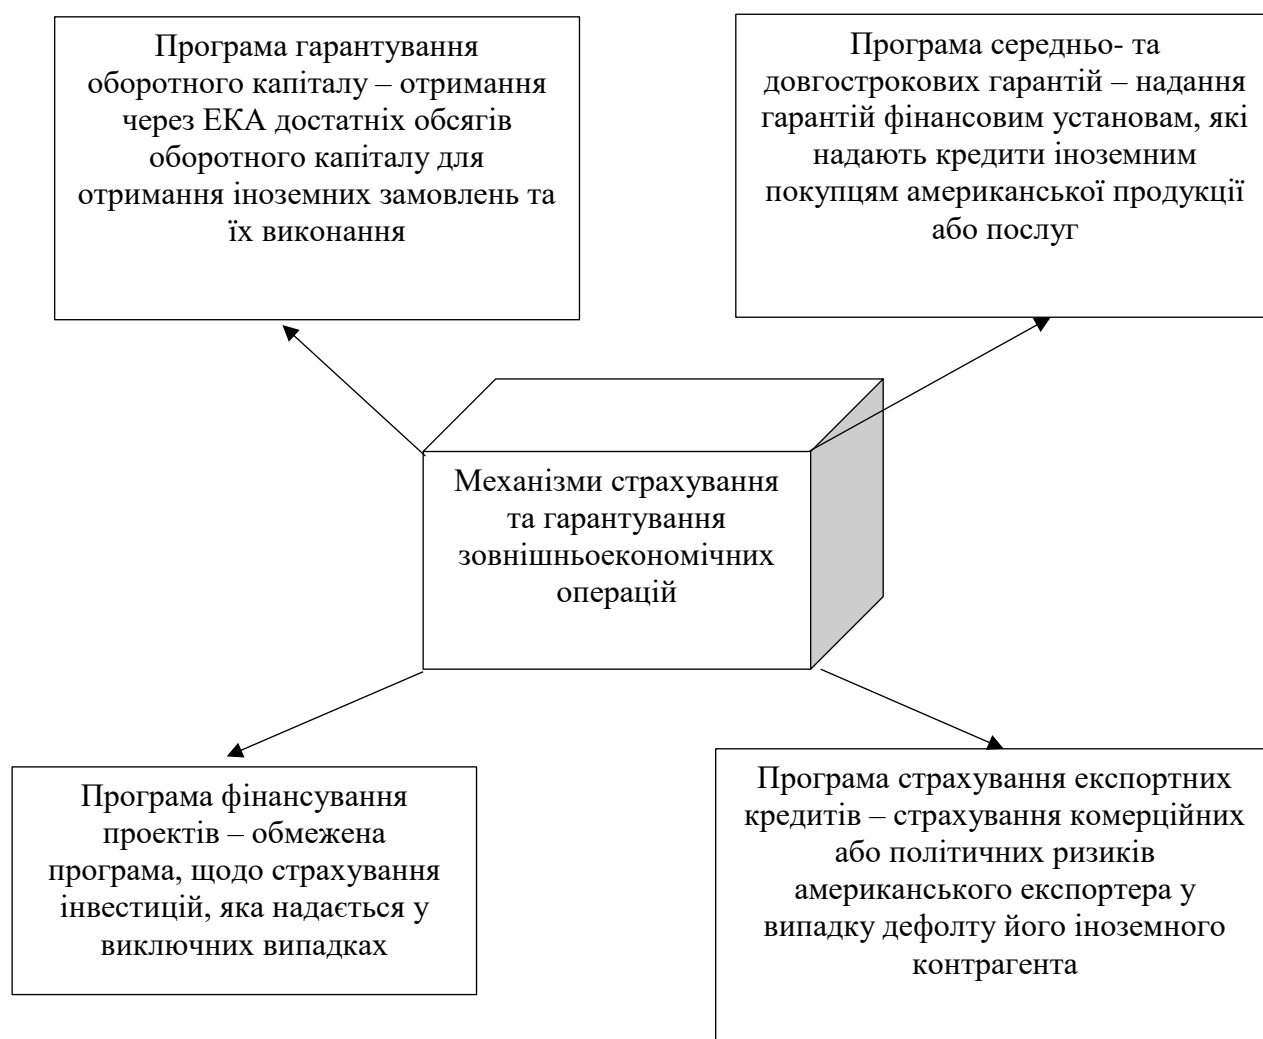 Програма гарантування
оборотного капіталу – отримання
через ЕКА достатніх обсягів
оборотного капіталу для
отримання іноземних замовлень та
їх виконання
Програма середньо- та
довгострокових гарантій – надання
гарантій фінансовим установам, які
надають кредити іноземним
покупцям американської продукції
або послуг
Механізми страхування
та гарантування
зовнішньоекономічних
операцій
Програма фінансування
проектів – обмежена
програма, щодо страхування
інвестицій, яка надається у
виключних випадках
Програма страхування експортних
кредитів – страхування комерційних
або політичних ризиків
американського експортера у
випадку дефолту його іноземного
контрагента